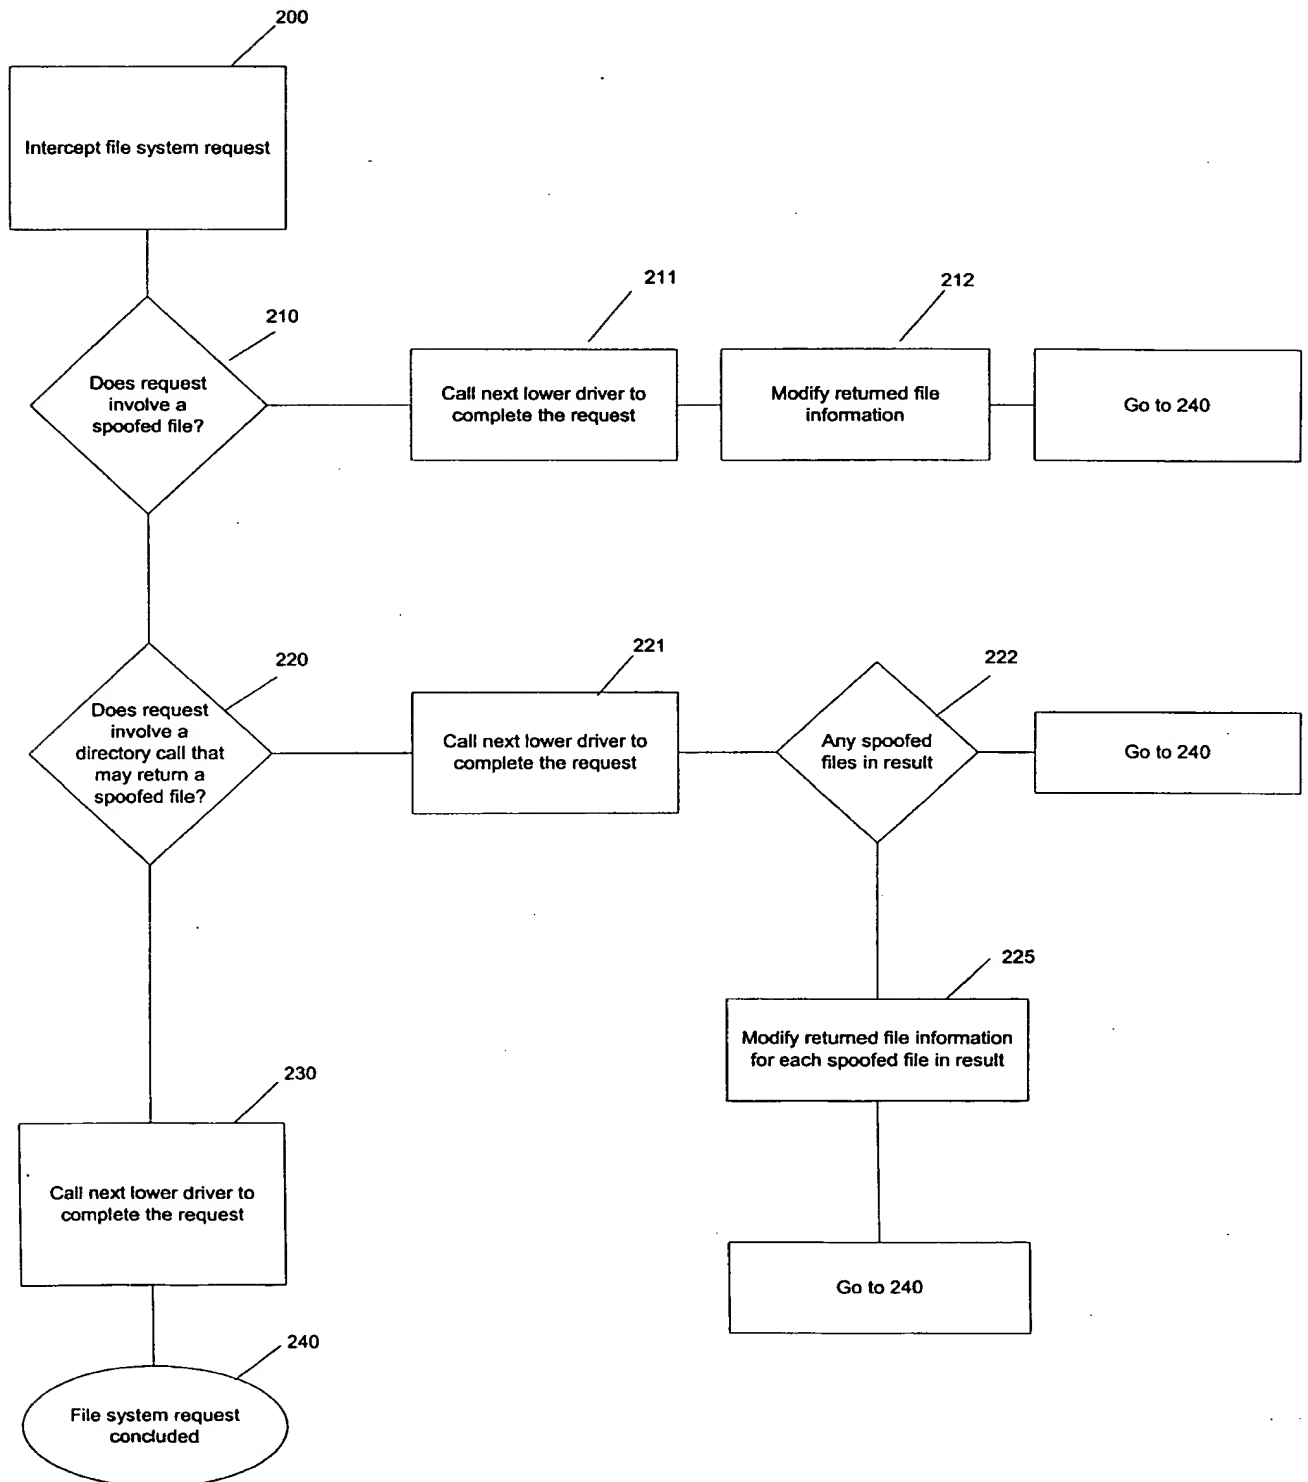 200
Intercept file system request
210
Does request
involve a
spoofed file?
211
Call next lower driver to
complete the request
212
Modify returned file
information
Go to 240
220
Does request
involve a
directory call that
may return a
spoofed file?
221
Call next lower driver to
complete the request
222
Any spoofed
files in result
Go to 240
225
Modify returned file information
for each spoofed file in result
Go to 240
230
Call next lower driver to
complete the request
240
File system request
concluded